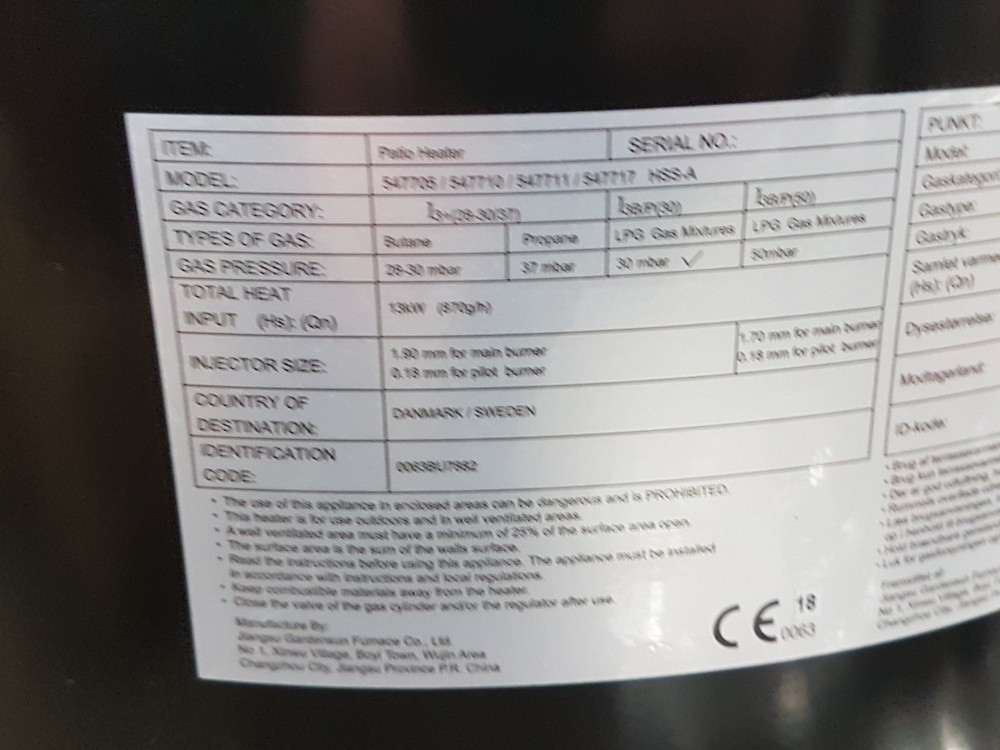 ITEM: Patio Heater SERIAL NO.:
MODEL: 547705 / 547710 / 547711 / 547717 HSS-A
GAS CATEGORY: I3+(28-30/37) I3B/P(30) I3B/P(50)
TYPES OF GAS: Butane Propane LPG Gas Mixtures LPG Gas Mixtures
GAS PRESSURE: 28-30 mbar 37 mbar 30 mbar ✓ 50mbar
TOTAL HEAT
INPUT (Hs): (Qn) 13kW (870g/h)
INJECTOR SIZE: 1.90 mm for main burner 1.70 mm for main burner
0.18 mm for pilot burner 0.18 mm for pilot burner
COUNTRY OF
DESTINATION: DANMARK / SWEDEN
IDENTIFICATION
CODE: 0063BU7882
• The use of this appliance in enclosed areas can be dangerous and is PROHIBITED.
• This heater is for use outdoors and in well ventilated areas.
• A well ventilated area must have a minimum of 25% of the surface area open.
• The surface area is the sum of the walls surface.
• Read the instructions before using this appliance. The appliance must be installed
in accordance with instructions and local regulations.
• Keep combustible materials away from the heater.
• Close the valve of the gas cylinder and/or the regulator after use.
Manufacture By:
Jiangsu Gardensun Furnace Co., Ltd.
No 1, Xinwu Village, Boyi Town, Wujin Area
Changzhou City, Jiangsu Province P.R. China
CE 18
0063
PUNKT:
Model:
Gaskategori
Gastype:
Gastryk:
Samlet varme
(Hs): (Qn)
Dysestørrelse:
Modtagerland:
ID-kode: